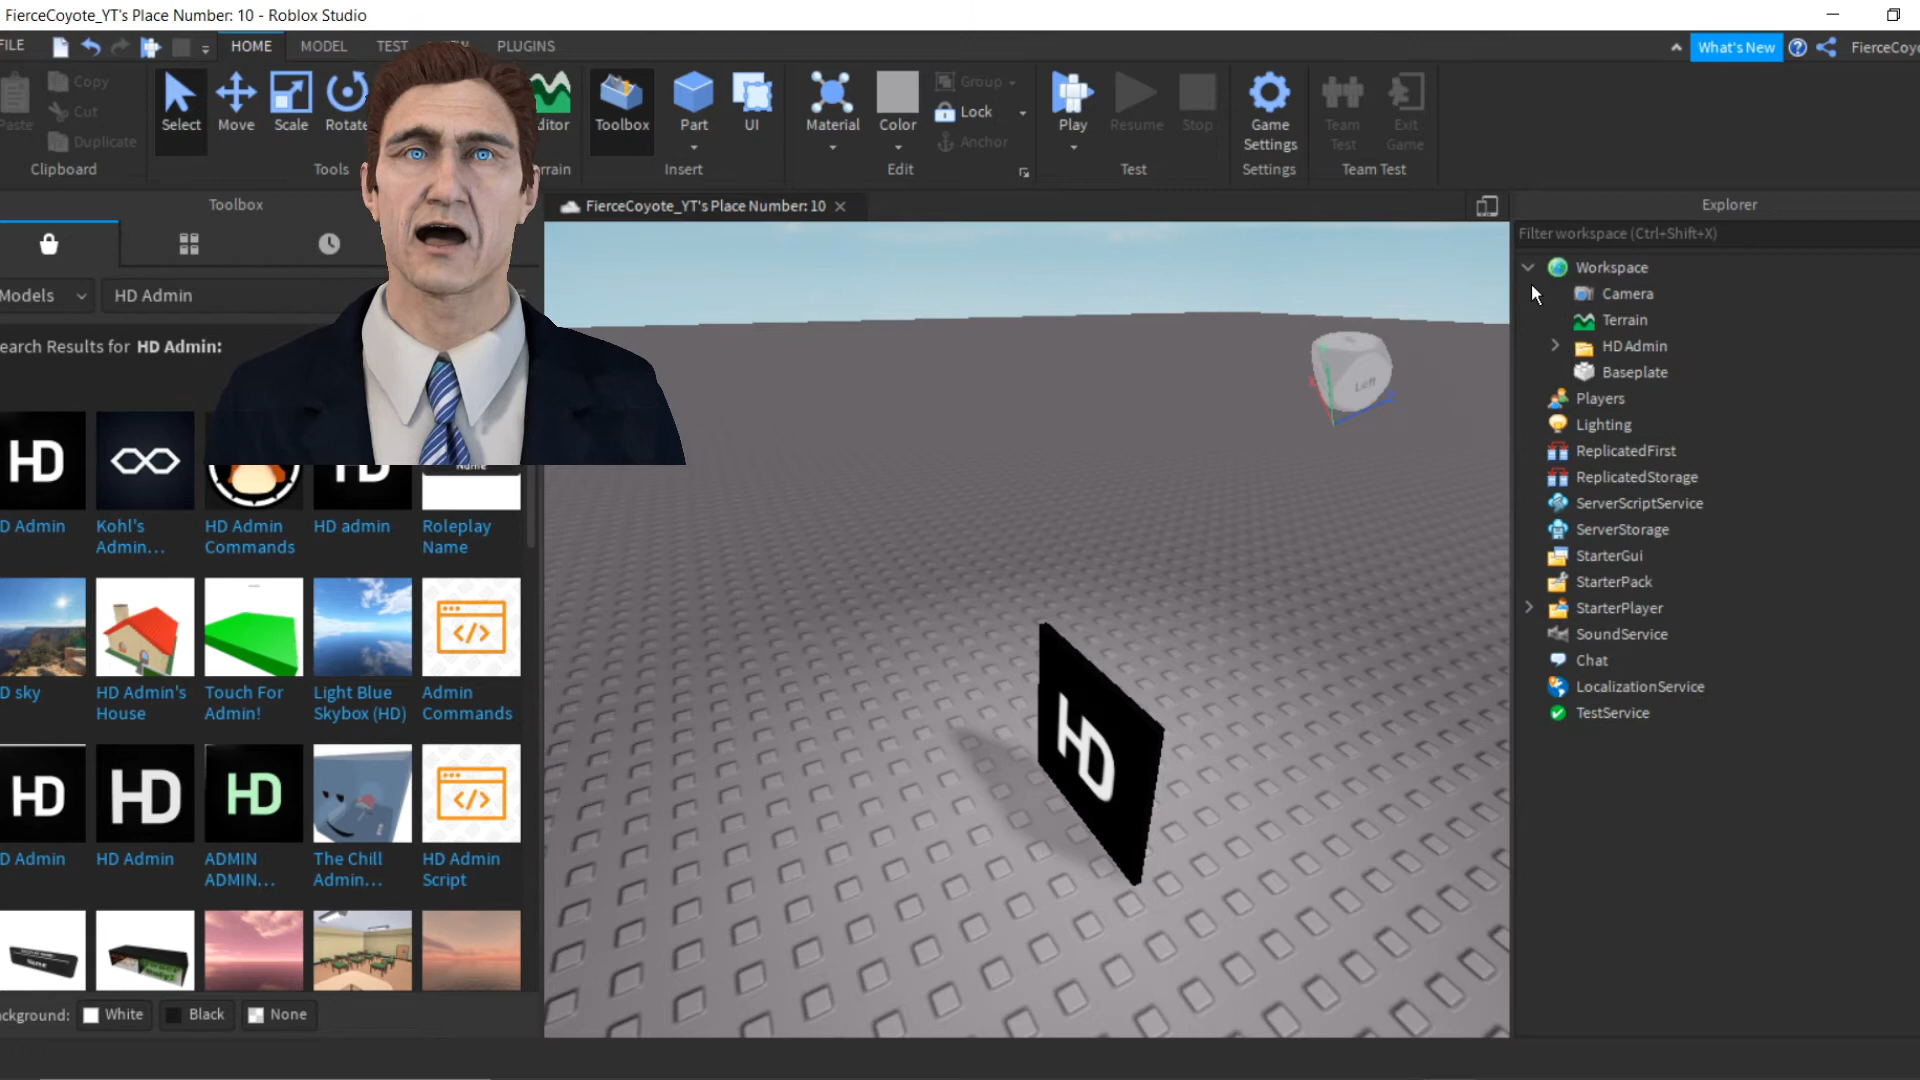 FierceCoyote_YT's Place Number: 10 - Roblox Studio
FILE
HOME
MODEL
TEST
PLUGINS
What's New
FierceCoyo
Paste
Copy
Cut
Duplicate
Clipboard
Select
Move
Scale
Rotate
Tools
ditor
rrain
Toolbox
Part
UI
Insert
Material
Color
Group
Lock
Anchor
Edit
Play
Resume
Stop
Test
Game
Settings
Settings
Team
Test
Exit
Game
Team Test
Toolbox
FierceCoyote_YT's Place Number: 10
Explorer
Filter workspace (Ctrl+Shift+X)
Models
HD Admin
earch Results for HD Admin:
HD
HD
Name
D Admin
Kohl's
Admin...
HD Admin
Commands
HD admin
Roleplay
Name
D sky
HD Admin's
House
Touch For
Admin!
Light Blue
Skybox (HD)
Admin
Commands
HD
HD
HD
D Admin
HD Admin
ADMIN
ADMIN...
The Chill
Admin...
HD Admin
Script
Name
ckground:
White
Black
None
Left
HD
Workspace
Camera
Terrain
HD Admin
Baseplate
Players
Lighting
ReplicatedFirst
ReplicatedStorage
ServerScriptService
ServerStorage
StarterGui
StarterPack
StarterPlayer
SoundService
Chat
LocalizationService
TestService